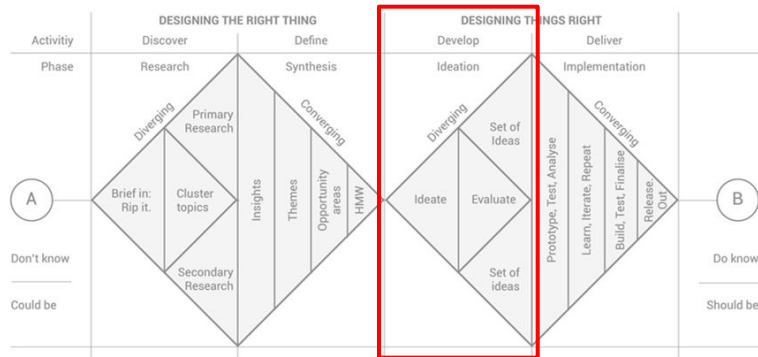 DESIGNING THE RIGHT THING
DESIGNING THINGS RIGHT
Activitiy
Discover
Define
Develop
Deliver
Phase
Research
Synthesis
Ideation
Implementation
A
Don't know
Could be
Diverging
Converging
Brief in:
Rip it.
Cluster
topics
Primary
Research
Secondary
Research
Insights
Themes
Opportunity
areas
HMW
Diverging
Converging
Ideate
Evaluate
Set of
Ideas
Set of
ideas
Prototype, Test, Analyse
Learn, Iterate, Repeat
Build, Test, Finalise
Release.
Out
B
Do know
Should be